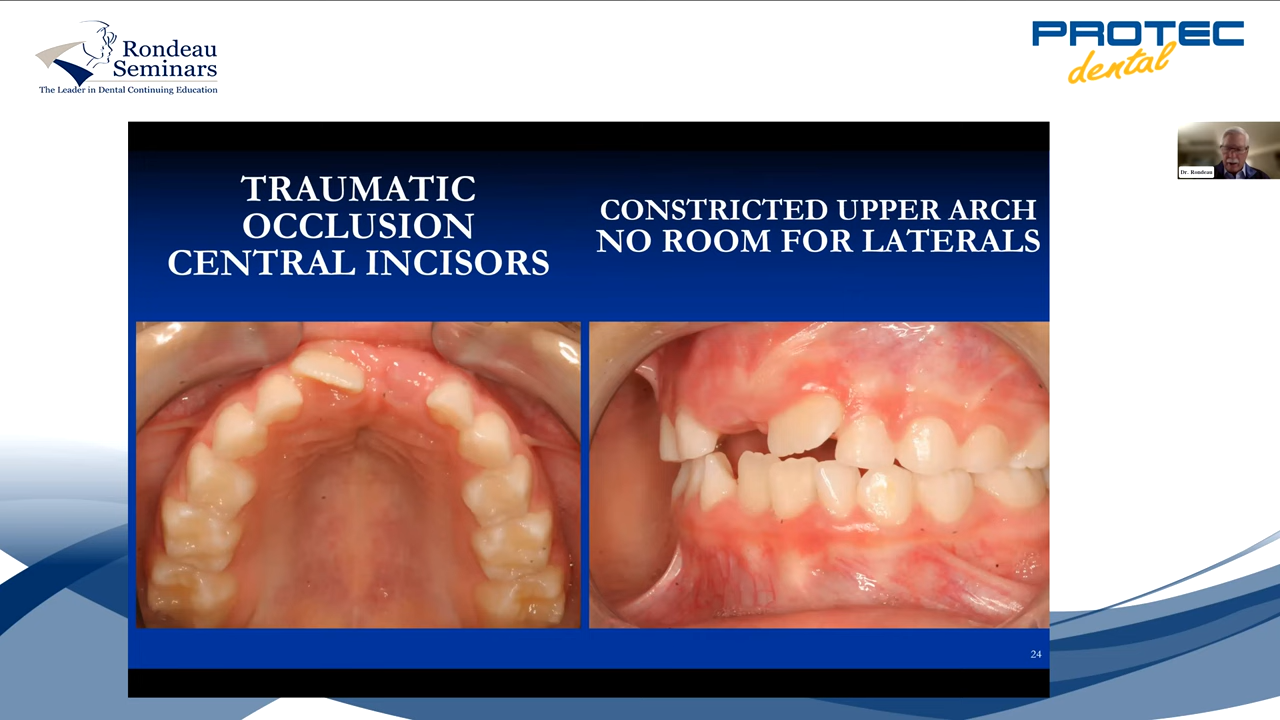 Rondeau
Seminars
The Leader in Dental Continuing Education
PROTEC
dental
Dr. Rondeau
TRAUMATIC
OCCLUSION
CENTRAL INCISORS
CONSTRICTED UPPER ARCH
NO ROOM FOR LATERALS
24